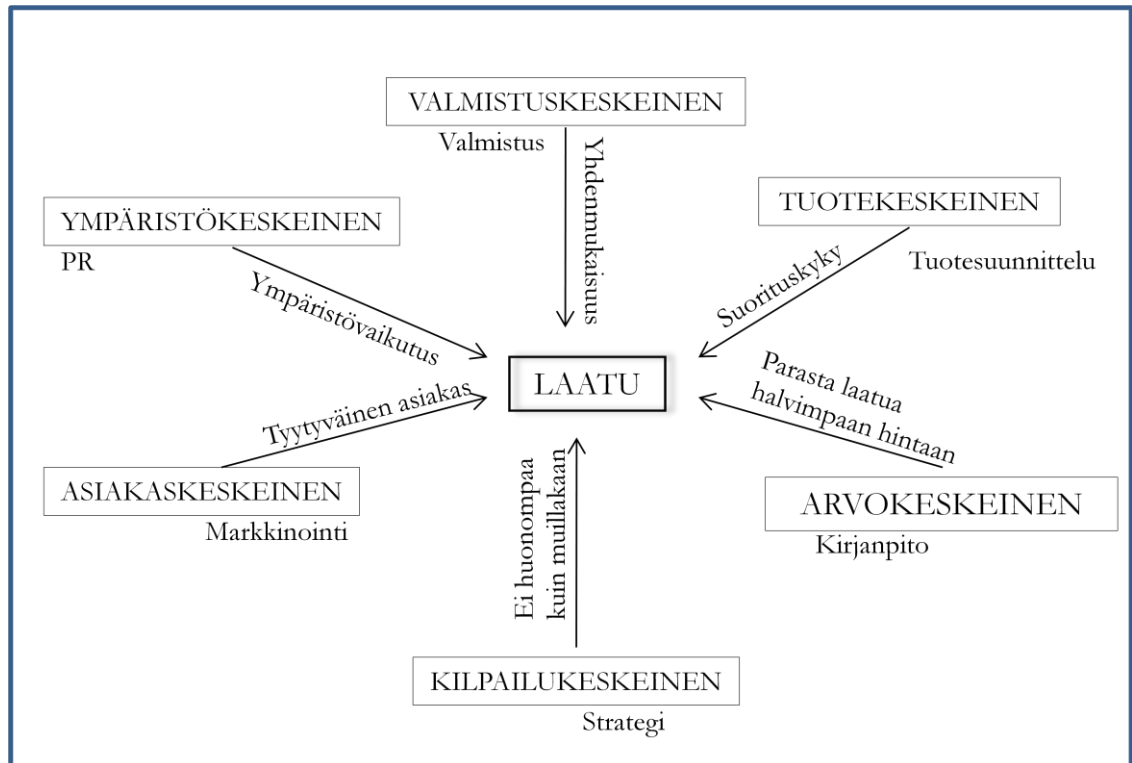 VALMISTUSKESKEINEN
Valmistus
Yhdenmukaisuus
YMPÄRISTÖKESKEINEN
PR
Ympäristövaikutus
TUOTEKESKEINEN
Tuotesuunnittelu
Suorituskyky
LAATU
Parasta laatua
halvimpaan hintaan
Tyytyväinen asiakas
ASIAKASKESKEINEN
Markkinointi
ARVOKESKEINEN
Kirjanpito
Ei huonompaa
kuin muillakaan
KILPAILUKESKEINEN
Strategi